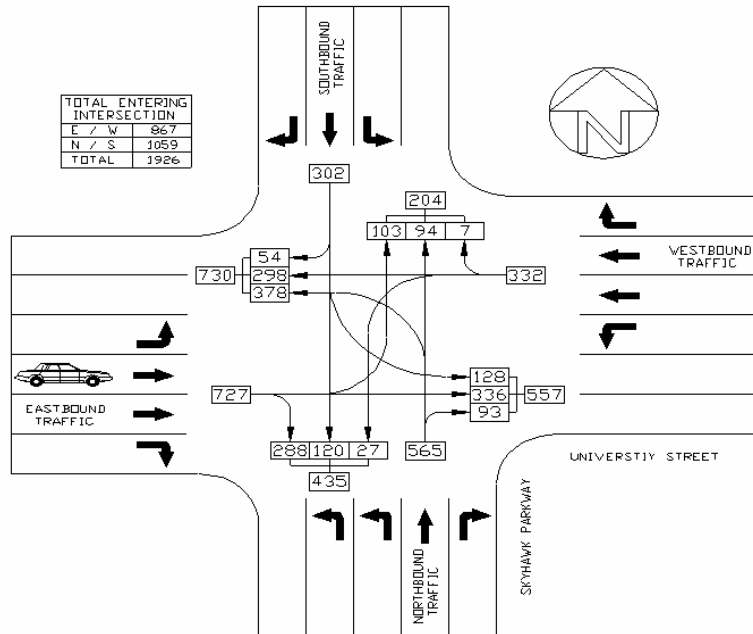 SOUTHBOUND
TRAFFIC
TOTAL ENTERING
INTERSECTION
E / W 867
N / S 1059
TOTAL 1926
N
302
204
103 94 7
WESTBOUND
TRAFFIC
54
730 298 332
378
128
727 336 557
93
EASTBOUND
TRAFFIC
288 120 27 565
435
UNIVERSTIY STREET
SKYHAWK PARKWAY
NORTHBOUND
TRAFFIC